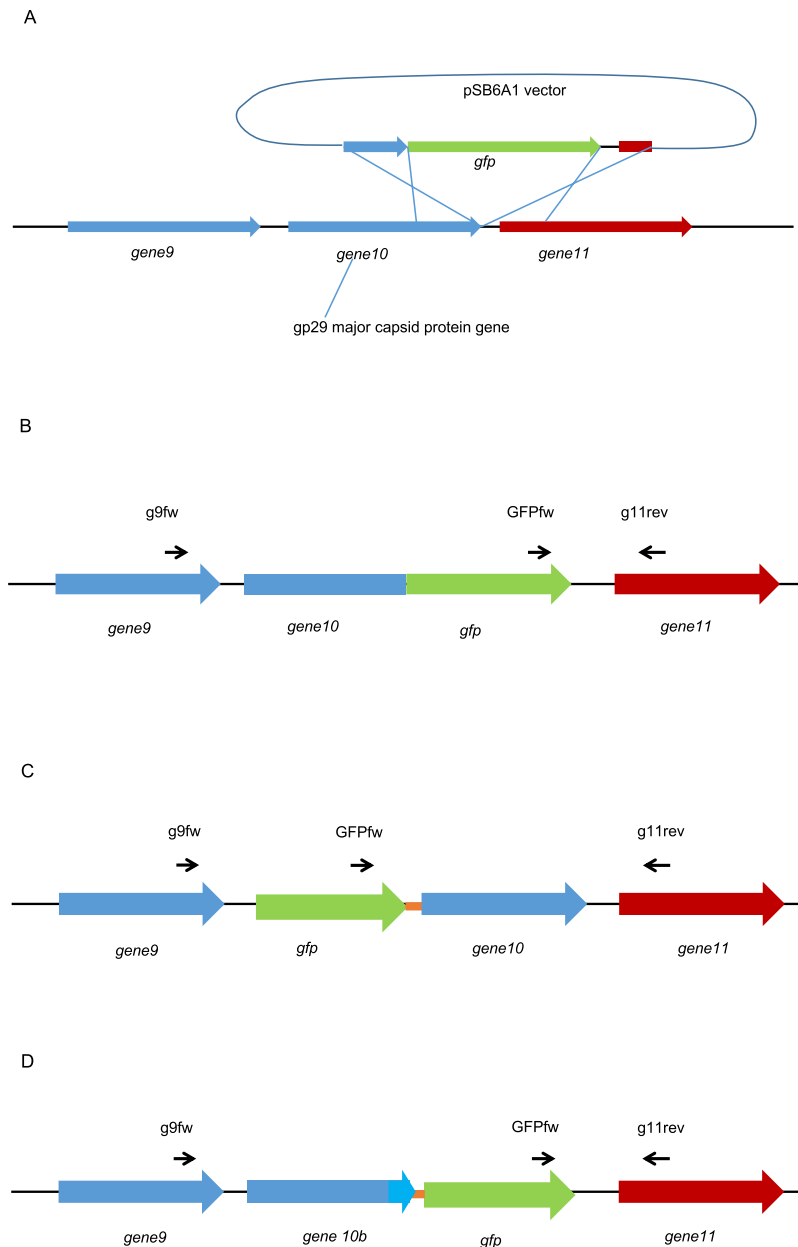 A
pSB6A1 vector
gfp
gene9
gene10
gene11
gp29 major capsid protein gene
B
g9fw
GFPfw
g11rev
gene9
gene10
gfp
gene11
C
g9fw
GFPfw
g11rev
gene9
gfp
gene10
gene11
D
g9fw
GFPfw
g11rev
gene9
gene 10b
gfp
gene11